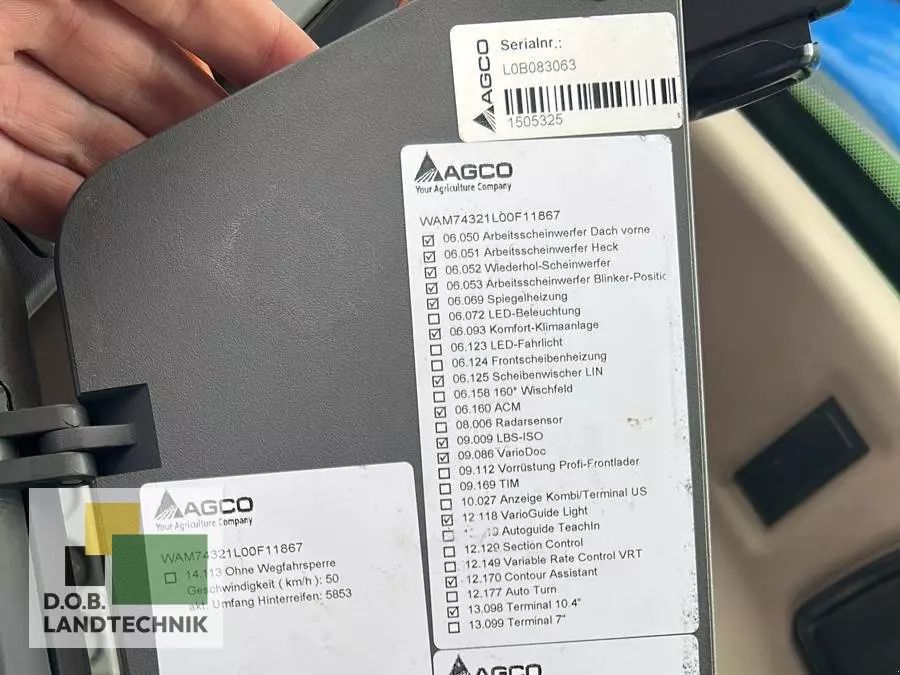 AGCO
Serialnr.:
L0B083063
1505325
AGCO
Your Agriculture Company
WAM74321L00F11867
☑ 06.050 Arbeitsscheinwerfer Dach vorne
☑ 06.051 Arbeitsscheinwerfer Heck
☑ 06.052 Wiederhol-Scheinwerfer
☑ 06.053 Arbeitsscheinwerfer Blinker-Positic
☑ 06.069 Spiegelheizung
☐ 06.072 LED-Beleuchtung
☑ 06.093 Komfort-Klimaanlage
☐ 06.123 LED-Fahrlicht
☐ 06.124 Frontscheibenheizung
☑ 06.125 Scheibenwischer LIN
☐ 06.158 160° Wischfeld
☑ 06.160 ACM
☐ 08.006 Radarsensor
☑ 09.009 LBS-ISO
☑ 09.086 VarioDoc
☐ 09.112 Vorrüstung Profi-Frontlader
☐ 09.169 TIM
☐ 10.027 Anzeige Kombi/Terminal US
☑ 12.118 VarioGuide Light
☐ Autoguide TeachIn
☐ 12.129 Section Control
☐ 12.149 Variable Rate Control VRT
☑ 12.170 Contour Assistant
☐ 12.177 Auto Turn
☑ 13.098 Terminal 10.4"
☐ 13.099 Terminal 7"
AGCO
Your Agriculture Company
WAM74321L00F11867
☐ 14.113 Ohne Wegfahrsperre
Geschwindigkeit ( km/h ): 50
akt. Umfang Hinterreifen: 5853
D.O.B.
LANDTECHNIK
AGCO